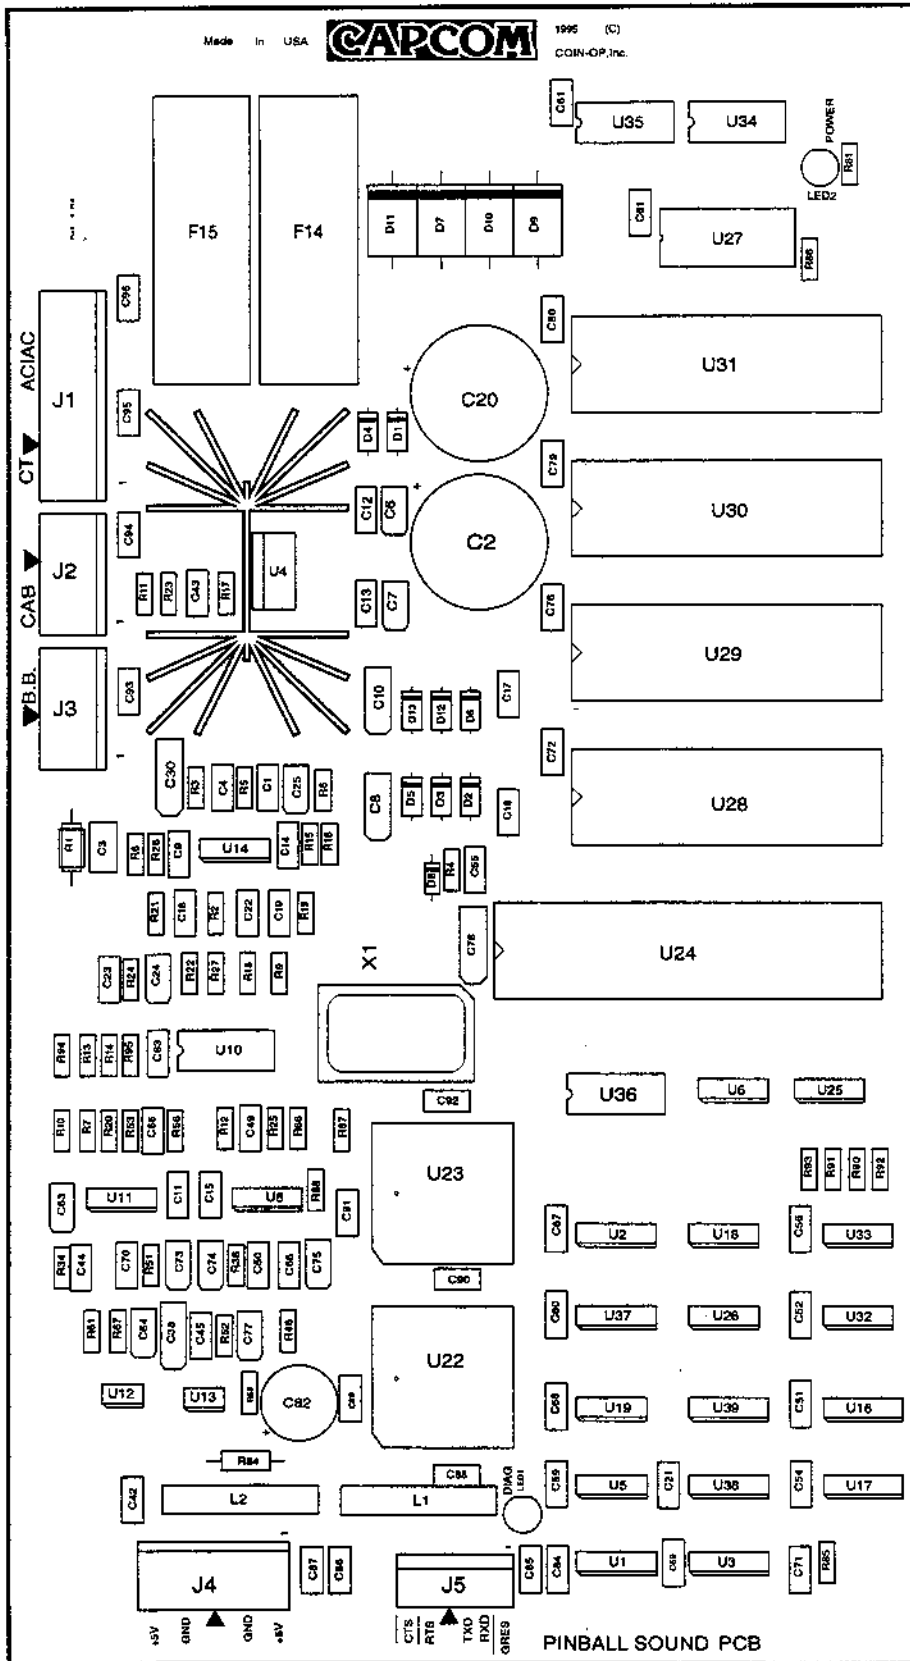 Made In USA CAPCOM 1995 (C)
COIN-OP, Inc.
C61
U35
U34
POWER
R81
LED2
F15
F14
D11
D7
D10
D9
C81
U27
R86
C96
C80
ACIAC
J1
U31
C20
C95
CT
D4
D1
C79
C12
C6
U30
C94
C2
CAB
J2
U4
R11
R23
C43
R17
C13
C7
C76
U29
B.B.
J3
C93
C10
D13
D12
D6
C17
C72
C30
R3
C4
R5
C1
C25
R6
C8
D5
D3
D2
C18
U28
R1
C3
R6
R26
C9
U14
C14
R15
R16
D8
R4
C55
R21
C16
R2
C22
C19
R19
X1
C78
U24
C23
R24
C24
R22
R27
R18
R9
R94
R13
R14
R95
C63
U10
U36
U6
U25
C92
R10
R7
R20
R53
C65
R56
R12
C49
R25
R66
R67
U23
R93
R91
R90
R92
C53
U11
C11
C15
U8
R88
C91
C67
U2
U18
C56
U33
R34
C44
C70
R51
C73
C74
R38
C50
C66
C75
C90
R61
R67
C64
C38
C45
R52
C77
R46
U22
C60
U37
U26
C52
U32
U12
U13
C82
C68
U19
U39
C51
U16
R84
DIAG
LED1
C88
C42
L2
L1
C59
U5
C21
U38
C54
U17
J4
C87
C86
J5
C85
C84
U1
C69
U3
C71
R85
+5V
GND
GND
+5V
CTS
RTS
TXD
RXD
GRES
PINBALL SOUND PCB